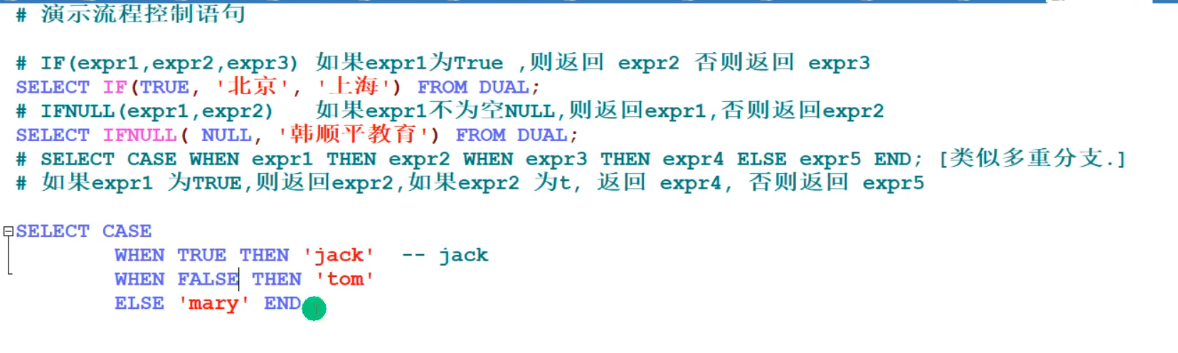 # 演示流程控制语句
# IF(expr1,expr2,expr3) 如果expr1为True ,则返回 expr2 否则返回 expr3
SELECT IF(TRUE, '北京', '上海') FROM DUAL;
# IFNULL(expr1,expr2) 如果expr1不为空NULL,则返回expr1,否则返回expr2
SELECT IFNULL( NULL, '韩顺平教育') FROM DUAL;
# SELECT CASE WHEN expr1 THEN expr2 WHEN expr3 THEN expr4 ELSE expr5 END; [类似多重分支.]
# 如果expr1 为TRUE,则返回expr2,如果expr2 为t, 返回 expr4, 否则返回 expr5
SELECT CASE
WHEN TRUE THEN 'jack' -- jack
WHEN FALSE THEN 'tom'
ELSE 'mary' END